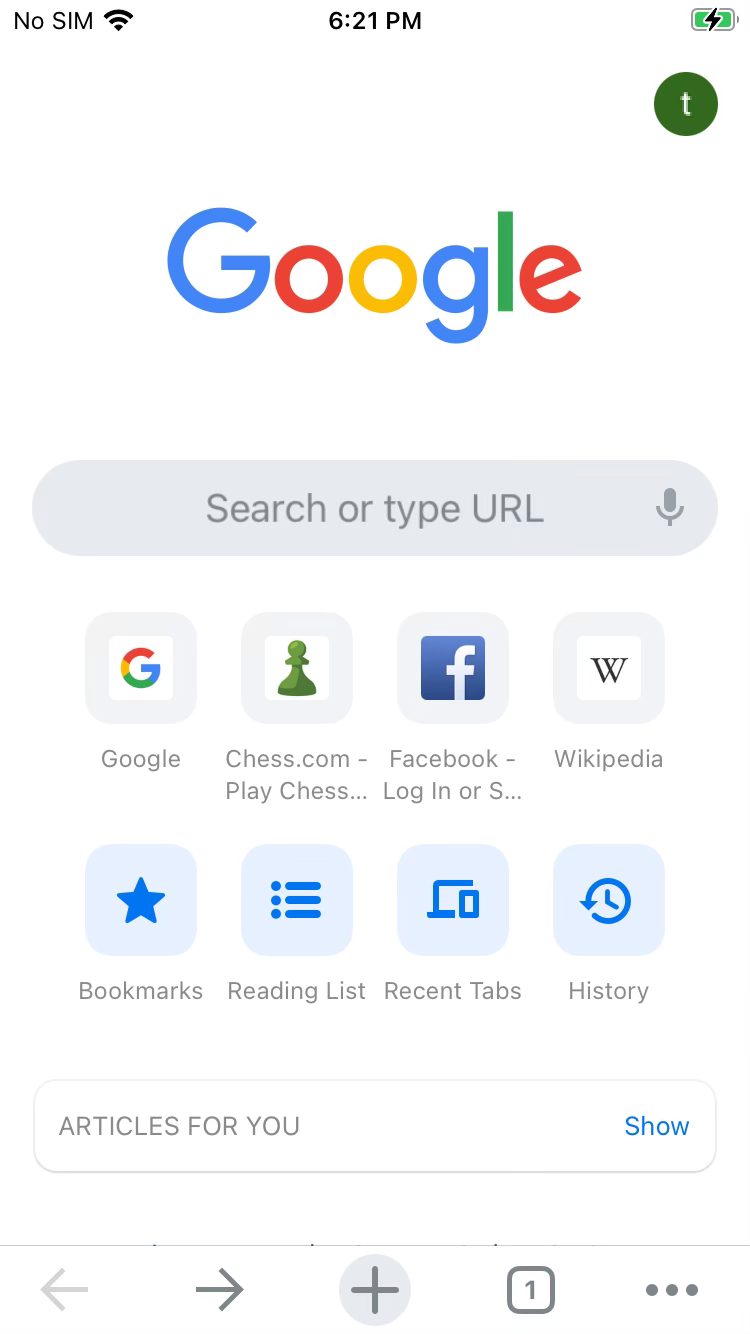 No SIM 6:21 PM
t
Google
Search or type URL
G f W
Google Chess.com - Facebook - Wikipedia
Play Chess... Log In or S...
Bookmarks Reading List Recent Tabs History
ARTICLES FOR YOU Show
1